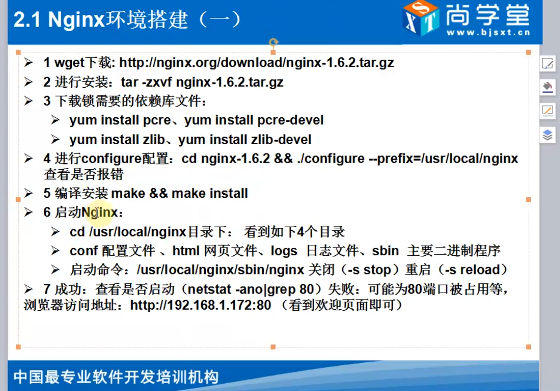 2.1 Nginx环境搭建（一）
尚学堂
www.bjsxt.com
1 wget下载: http://nginx.org/download/nginx-1.6.2.tar.gz
2 进行安装：tar -zxvf nginx-1.6.2.tar.gz
3 下载锁需要的依赖库文件：
yum install pcre、yum install pcre-devel
yum install zlib、yum install zlib-devel
4 进行configure配置：cd nginx-1.6.2 && ./configure --prefix=/usr/local/nginx
查看是否报错
5 编译安装 make && make install
6 启动Nginx：
cd /usr/local/nginx目录下： 看到如下4个目录
conf 配置文件 、html 网页文件、logs 日志文件、sbin 主要二进制程序
启动命令：/usr/local/nginx/sbin/nginx 关闭（-s stop）重启（-s reload）
7 成功：查看是否启动（netstat -ano|grep 80）失败：可能为80端口被占用等，
浏览器访问地址：http://192.168.1.172:80 （看到欢迎页面即可）
中国最专业软件开发培训机构